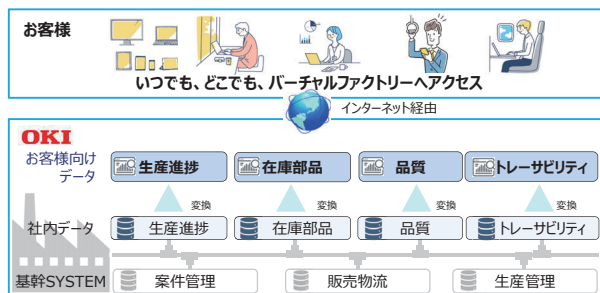 お客様
いつでも、どこでも、バーチャルファクトリーへアクセス
インターネット経由
OKI
お客様向け
データ
生産進捗
在庫部品
品質
トレーサビリティ
変換
変換
変換
変換
社内データ
生産進捗
在庫部品
品質
トレーサビリティ
基幹SYSTEM
案件管理
販売物流
生産管理